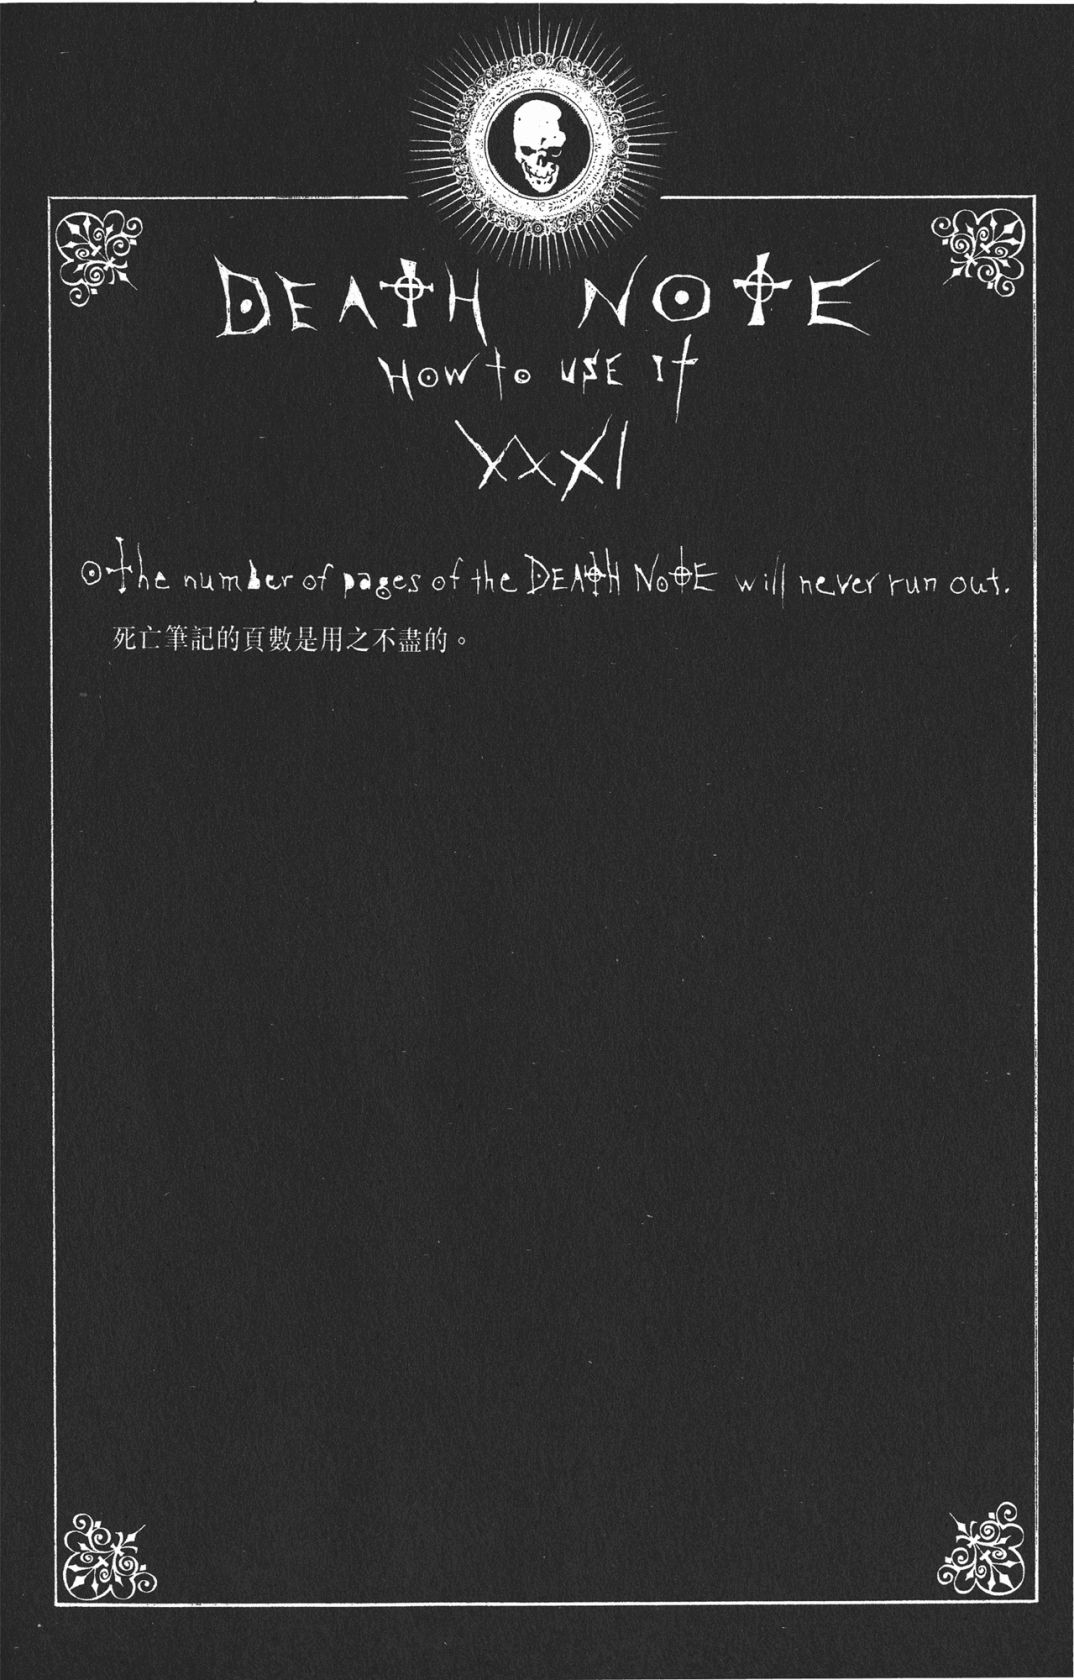 DEATH NOTE
HOW to USE It
XXXI
The number of pages of the DEATH NOTE will never run out.
死亡筆記的頁數是用之不盡的。